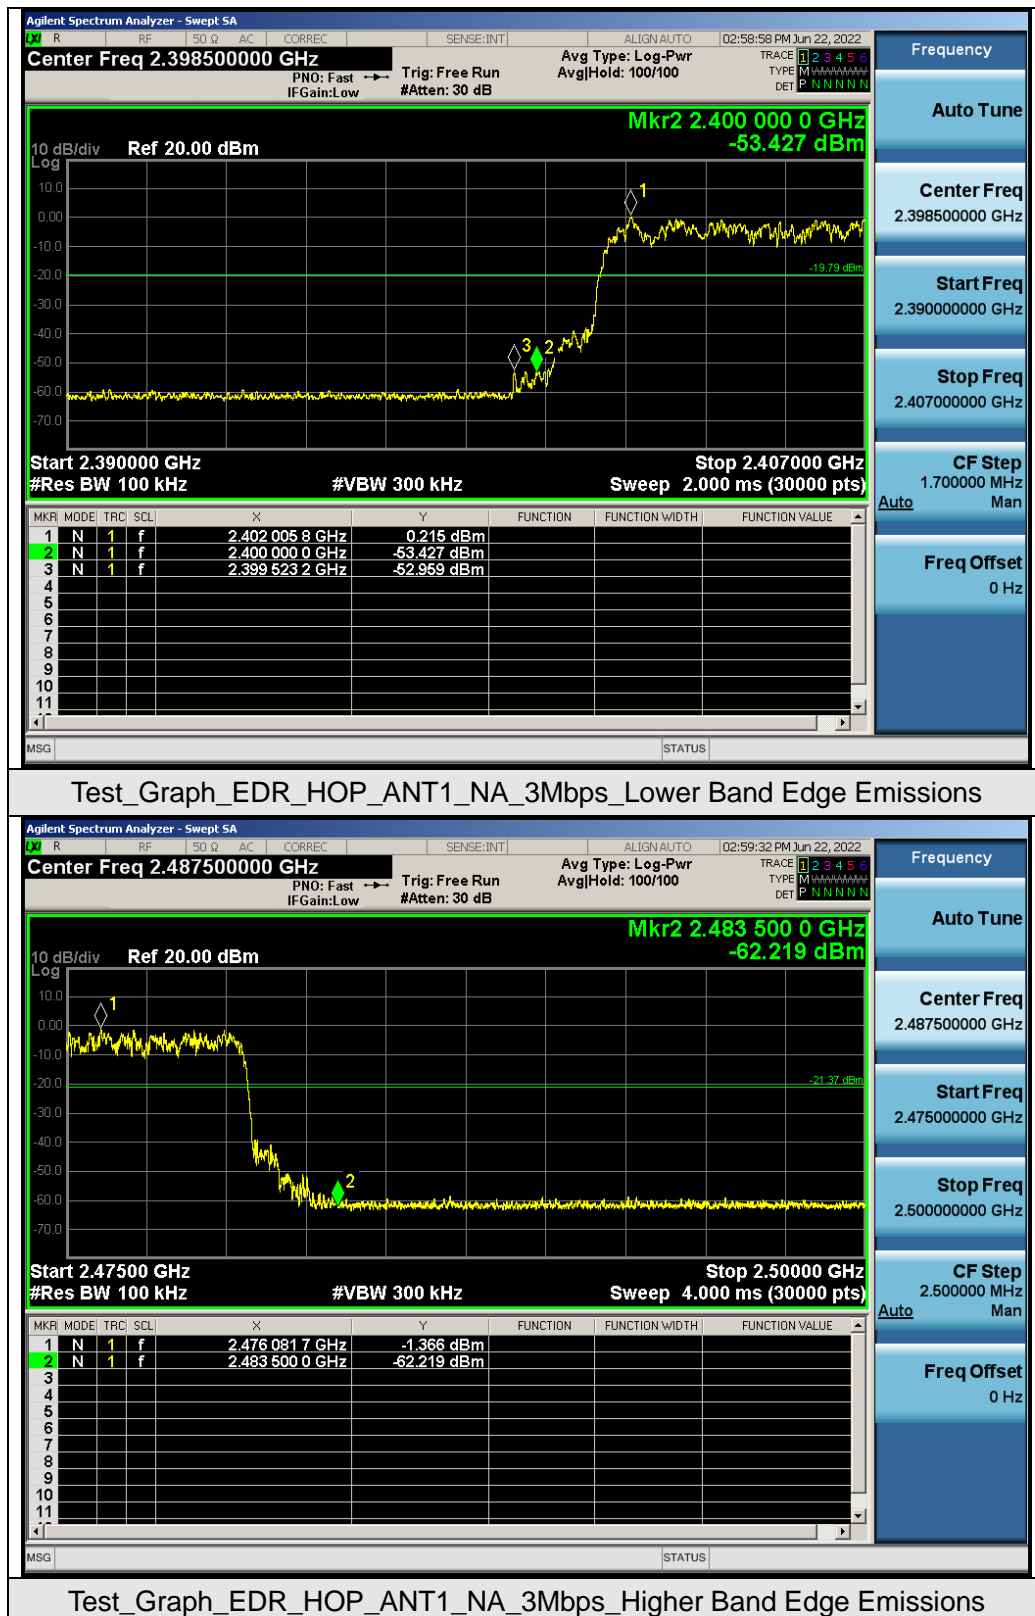 Agilent Spectrum Analyzer - Swept SA
LXI R RF 50 Ω AC CORREC SENSE:INT ALIGN AUTO 02:58:58 PM Jun 22, 2022
Center Freq 2.398500000 GHz
PNO: Fast
IFGain:Low
Trig: Free Run
#Atten: 30 dB
Avg Type: Log-Pwr
Avg|Hold: 100/100
TRACE 1 2 3 4 5 6
TYPE M WWWWW
DET P N N N N N
Mkr2 2.400 000 0 GHz
-53.427 dBm
10 dB/div Ref 20.00 dBm
Log
10.0
0.00
-10.0
-20.0
-30.0
-40.0
-50.0
-60.0
-70.0
1
-19.79 dBm
3 2
Start 2.390000 GHz Stop 2.407000 GHz
#Res BW 100 kHz #VBW 300 kHz Sweep 2.000 ms (30000 pts)
MKR MODE TRC SCL X Y FUNCTION FUNCTION WIDTH FUNCTION VALUE
1 N 1 f 2.402 005 8 GHz 0.215 dBm
2 N 1 f 2.400 000 0 GHz -53.427 dBm
3 N 1 f 2.399 523 2 GHz -52.959 dBm
4
5
6
7
8
9
10
11
MSG STATUS
Frequency
Auto Tune
Center Freq
2.398500000 GHz
Start Freq
2.390000000 GHz
Stop Freq
2.407000000 GHz
CF Step
1.700000 MHz
Auto Man
Freq Offset
0 Hz
Test_Graph_EDR_HOP_ANT1_NA_3Mbps_Lower Band Edge Emissions
Agilent Spectrum Analyzer - Swept SA
LXI R RF 50 Ω AC CORREC SENSE:INT ALIGN AUTO 02:59:32 PM Jun 22, 2022
Center Freq 2.487500000 GHz
PNO: Fast
IFGain:Low
Trig: Free Run
#Atten: 30 dB
Avg Type: Log-Pwr
Avg|Hold: 100/100
TRACE 1 2 3 4 5 6
TYPE M WWWWW
DET P N N N N N
Mkr2 2.483 500 0 GHz
-62.219 dBm
10 dB/div Ref 20.00 dBm
Log
10.0
0.00
-10.0
-20.0
-30.0
-40.0
-50.0
-60.0
-70.0
1
-21.37 dBm
2
Start 2.47500 GHz Stop 2.50000 GHz
#Res BW 100 kHz #VBW 300 kHz Sweep 4.000 ms (30000 pts)
MKR MODE TRC SCL X Y FUNCTION FUNCTION WIDTH FUNCTION VALUE
1 N 1 f 2.476 081 7 GHz -1.366 dBm
2 N 1 f 2.483 500 0 GHz -62.219 dBm
3
4
5
6
7
8
9
10
11
MSG STATUS
Frequency
Auto Tune
Center Freq
2.487500000 GHz
Start Freq
2.475000000 GHz
Stop Freq
2.500000000 GHz
CF Step
2.500000 MHz
Auto Man
Freq Offset
0 Hz
Test_Graph_EDR_HOP_ANT1_NA_3Mbps_Higher Band Edge Emissions